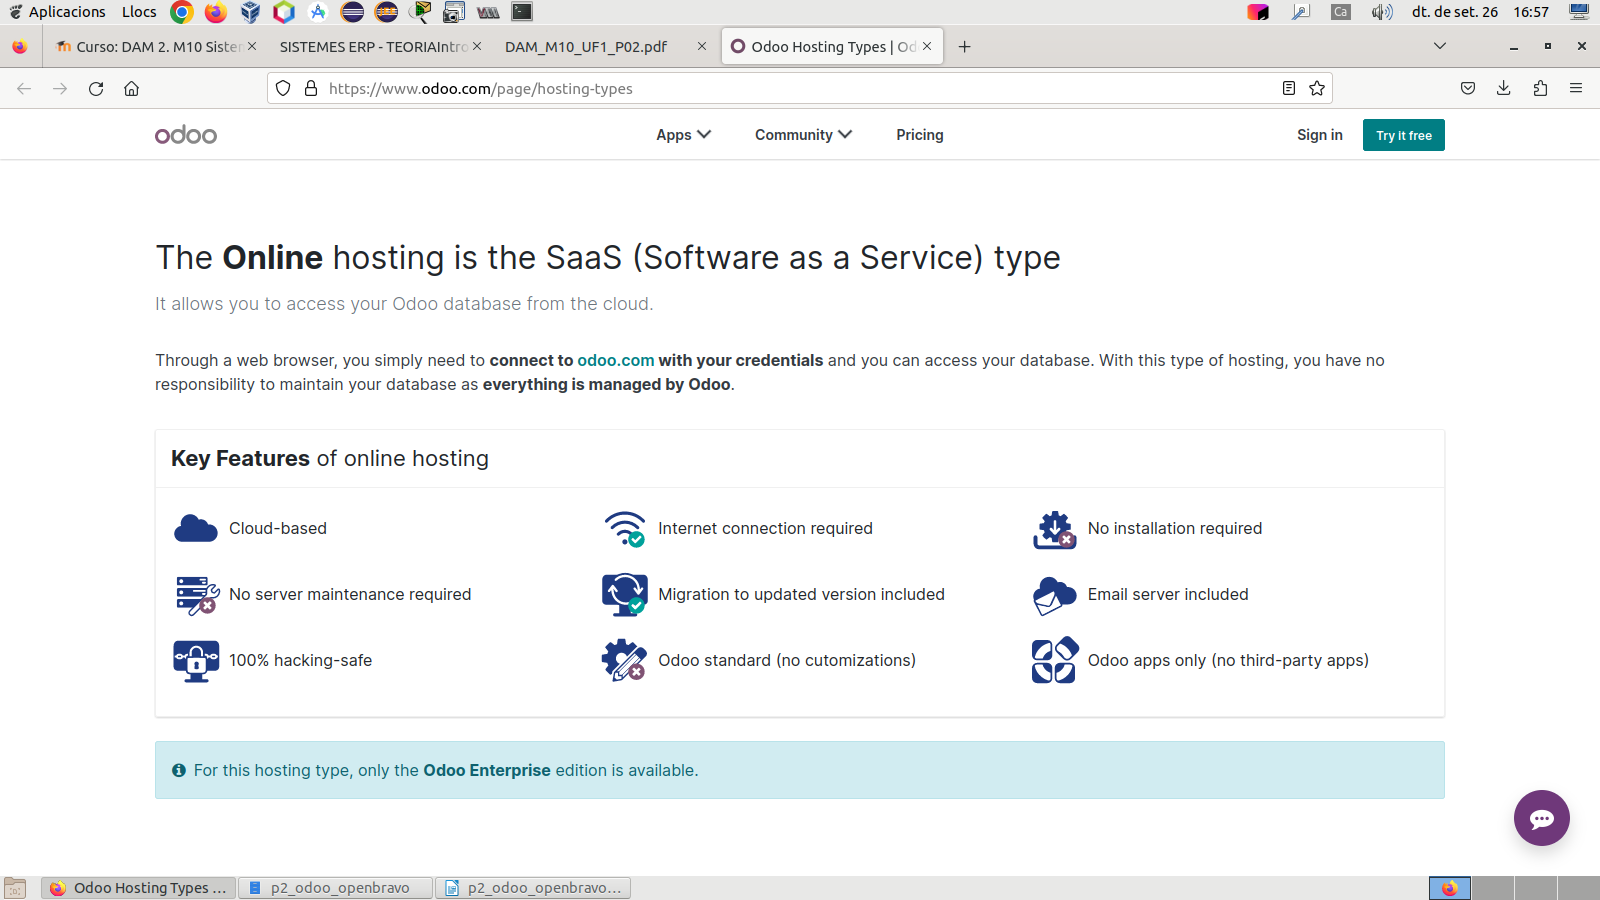 Aplicacions Llocs Ca dt. de set. 26 16:57
Curso: DAM 2. M10 Sister SISTEMES ERP - TEORIAIntro DAM_M10_UF1_P02.pdf Odoo Hosting Types | Od
https://www.odoo.com/page/hosting-types
odoo Apps Community Pricing Sign in Try it free
The Online hosting is the SaaS (Software as a Service) type
It allows you to access your Odoo database from the cloud.
Through a web browser, you simply need to connect to odoo.com with your credentials and you can access your database. With this type of hosting, you have no
responsibility to maintain your database as everything is managed by Odoo.
Key Features of online hosting
Cloud-based Internet connection required No installation required
No server maintenance required Migration to updated version included Email server included
100% hacking-safe Odoo standard (no cutomizations) Odoo apps only (no third-party apps)
For this hosting type, only the Odoo Enterprise edition is available.
Odoo Hosting Types ... p2_odoo_openbravo p2_odoo_openbravo...